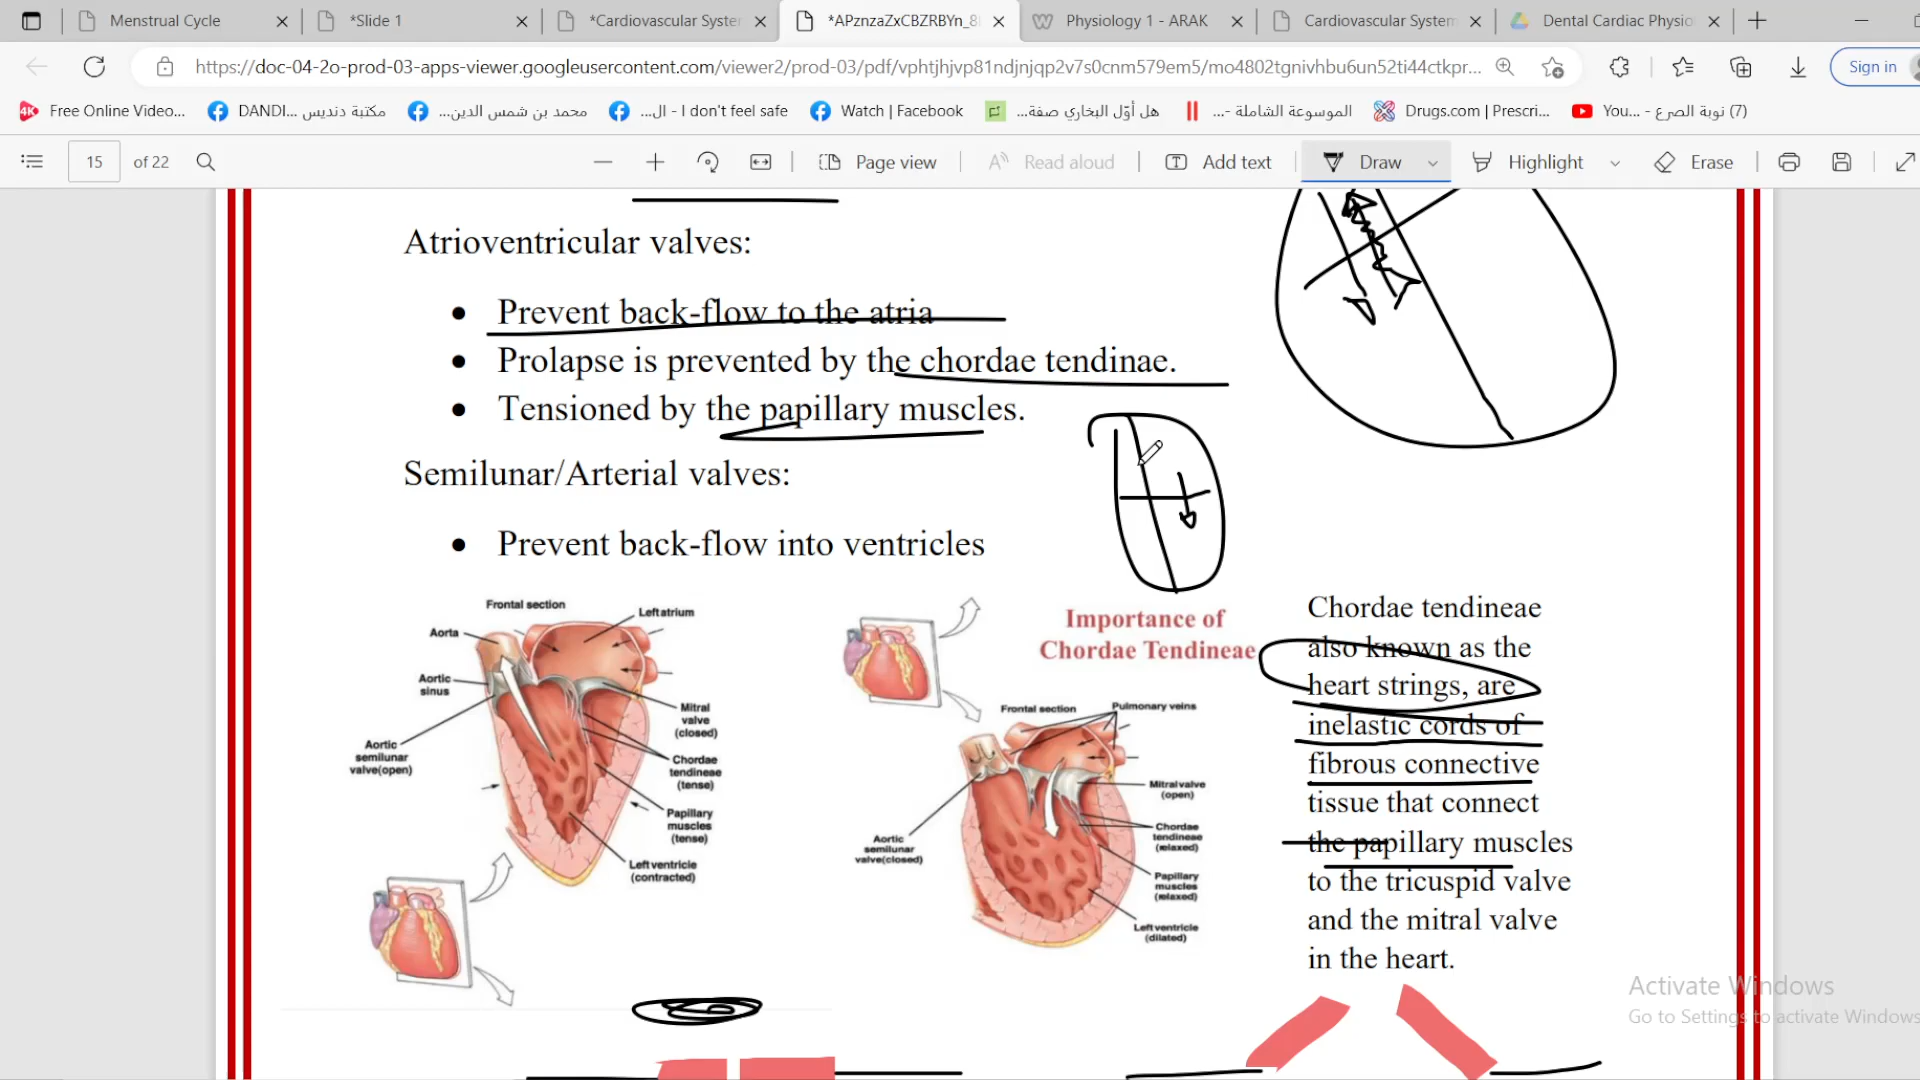 Menstrual Cycle
*Slide 1
*Cardiovascular Syster
*APznzaZxCBZRBYn_8
Physiology 1 - ARAK
Cardiovascular System
Dental Cardiac Physio
https://doc-04-2o-prod-03-apps-viewer.googleusercontent.com/viewer2/prod-03/pdf/vphtjhjvp81ndjnjqp2v7s0cnm579em5/mo4802tgnivhbu6un52ti44ctkpr...
Sign in
Free Online Video...
DANDI... مكتبة دنديس
محمد بن شمس الدين...
ال... - I don't feel safe
Watch | Facebook
هل أوّل البخاري صفة...
الموسوعة الشاملة -...
Drugs.com | Prescri...
(7) نوبة الصرع - ...You
15 of 22
Page view
Read aloud
Add text
Draw
Highlight
Erase
Atrioventricular valves:
• Prevent back-flow to the atria
• Prolapse is prevented by the chordae tendinae.
• Tensioned by the papillary muscles.
Semilunar/Arterial valves:
• Prevent back-flow into ventricles
Frontal section
Left atrium
Aorta
Aortic
sinus
Mitral
valve
(closed)
Aortic
semilunar
valve(open)
Chordae
tendineae
(tense)
Papillary
muscles
(tense)
Left ventricle
(contracted)
Importance of
Chordae Tendineae
Frontal section
Pulmonary veins
Mitral valve
(open)
Chordae
tendineae
(relaxed)
Aortic
semilunar
valve(closed)
Papillary
muscles
(relaxed)
Left ventricle
(dilated)
Chordae tendineae
also known as the
heart strings, are
inelastic cords of
fibrous connective
tissue that connect
the papillary muscles
to the tricuspid valve
and the mitral valve
in the heart.
Activate Windows
Go to Settings to activate Windows